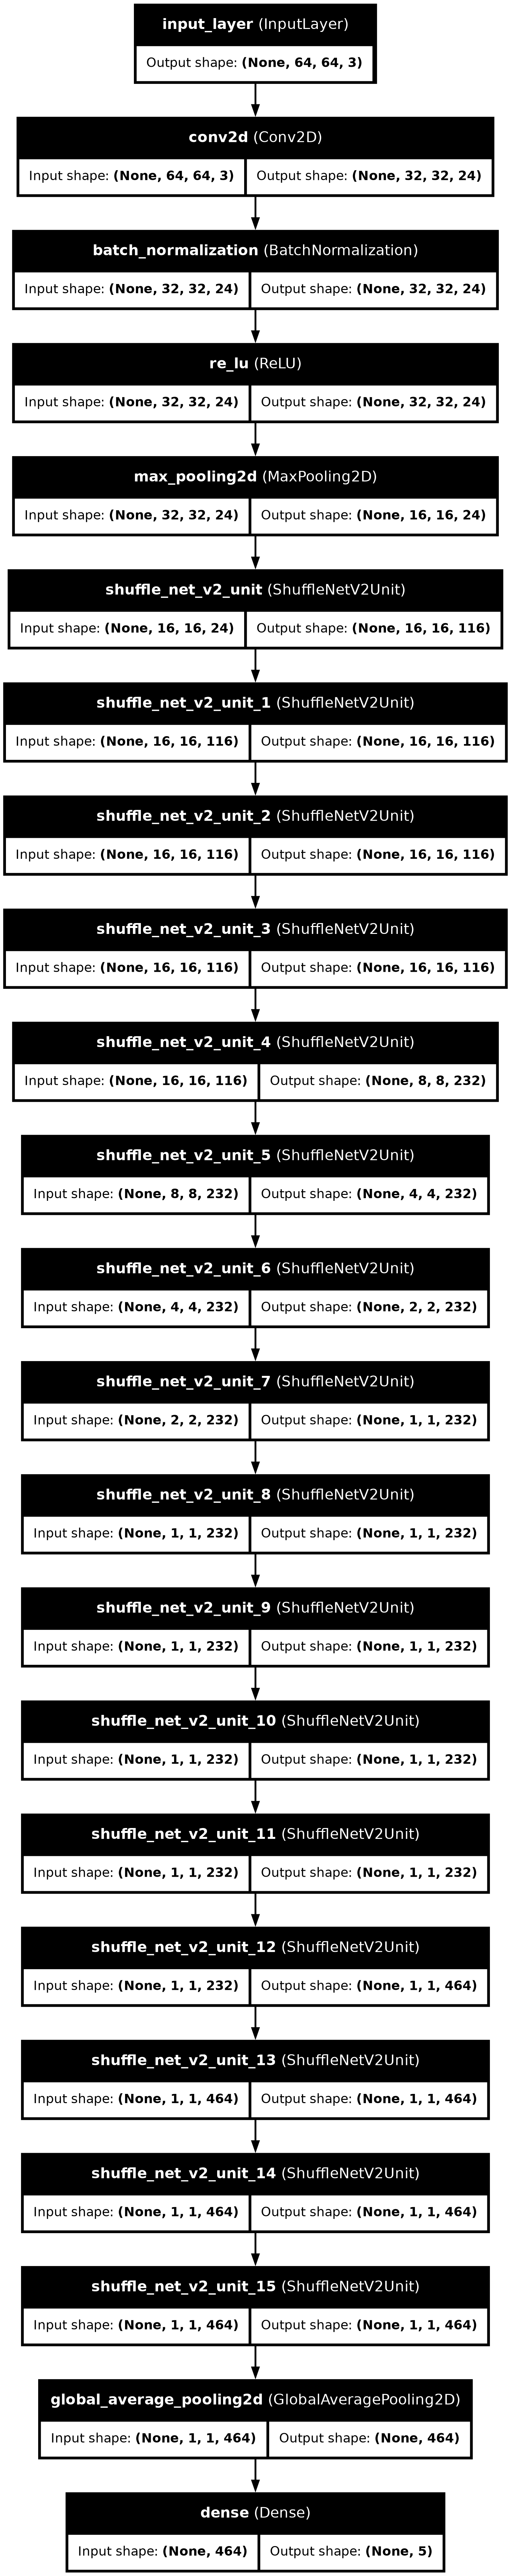 input_layer (InputLayer)
Output shape: (None, 64, 64, 3)
conv2d (Conv2D)
Input shape: (None, 64, 64, 3) Output shape: (None, 32, 32, 24)
batch_normalization (BatchNormalization)
Input shape: (None, 32, 32, 24) Output shape: (None, 32, 32, 24)
re_lu (ReLU)
Input shape: (None, 32, 32, 24) Output shape: (None, 32, 32, 24)
max_pooling2d (MaxPooling2D)
Input shape: (None, 32, 32, 24) Output shape: (None, 16, 16, 24)
shuffle_net_v2_unit (ShuffleNetV2Unit)
Input shape: (None, 16, 16, 24) Output shape: (None, 16, 16, 116)
shuffle_net_v2_unit_1 (ShuffleNetV2Unit)
Input shape: (None, 16, 16, 116) Output shape: (None, 16, 16, 116)
shuffle_net_v2_unit_2 (ShuffleNetV2Unit)
Input shape: (None, 16, 16, 116) Output shape: (None, 16, 16, 116)
shuffle_net_v2_unit_3 (ShuffleNetV2Unit)
Input shape: (None, 16, 16, 116) Output shape: (None, 16, 16, 116)
shuffle_net_v2_unit_4 (ShuffleNetV2Unit)
Input shape: (None, 16, 16, 116) Output shape: (None, 8, 8, 232)
shuffle_net_v2_unit_5 (ShuffleNetV2Unit)
Input shape: (None, 8, 8, 232) Output shape: (None, 4, 4, 232)
shuffle_net_v2_unit_6 (ShuffleNetV2Unit)
Input shape: (None, 4, 4, 232) Output shape: (None, 2, 2, 232)
shuffle_net_v2_unit_7 (ShuffleNetV2Unit)
Input shape: (None, 2, 2, 232) Output shape: (None, 1, 1, 232)
shuffle_net_v2_unit_8 (ShuffleNetV2Unit)
Input shape: (None, 1, 1, 232) Output shape: (None, 1, 1, 232)
shuffle_net_v2_unit_9 (ShuffleNetV2Unit)
Input shape: (None, 1, 1, 232) Output shape: (None, 1, 1, 232)
shuffle_net_v2_unit_10 (ShuffleNetV2Unit)
Input shape: (None, 1, 1, 232) Output shape: (None, 1, 1, 232)
shuffle_net_v2_unit_11 (ShuffleNetV2Unit)
Input shape: (None, 1, 1, 232) Output shape: (None, 1, 1, 232)
shuffle_net_v2_unit_12 (ShuffleNetV2Unit)
Input shape: (None, 1, 1, 232) Output shape: (None, 1, 1, 464)
shuffle_net_v2_unit_13 (ShuffleNetV2Unit)
Input shape: (None, 1, 1, 464) Output shape: (None, 1, 1, 464)
shuffle_net_v2_unit_14 (ShuffleNetV2Unit)
Input shape: (None, 1, 1, 464) Output shape: (None, 1, 1, 464)
shuffle_net_v2_unit_15 (ShuffleNetV2Unit)
Input shape: (None, 1, 1, 464) Output shape: (None, 1, 1, 464)
global_average_pooling2d (GlobalAveragePooling2D)
Input shape: (None, 1, 1, 464) Output shape: (None, 464)
dense (Dense)
Input shape: (None, 464) Output shape: (None, 5)